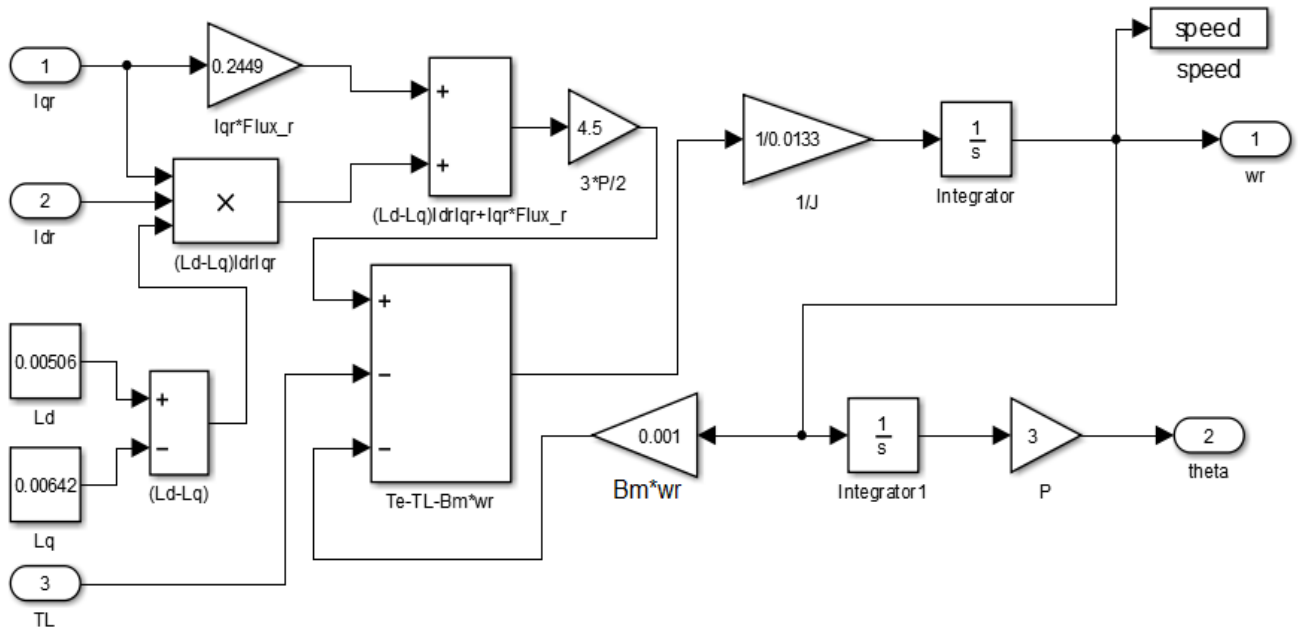 1
Iqr
0.2449
Iqr*Flux_r
+
+
(Ld-Lq)IdrIqr+Iqr*Flux_r
4.5
3*P/2
1/0.0133
1/J
1
s
Integrator
speed
speed
1
wr
2
Idr
×
(Ld-Lq)IdrIqr
0.00506
Ld
0.00642
Lq
+
−
(Ld-Lq)
3
TL
+
−
−
Te-TL-Bm*wr
0.001
Bm*wr
1
s
Integrator1
3
P
2
theta